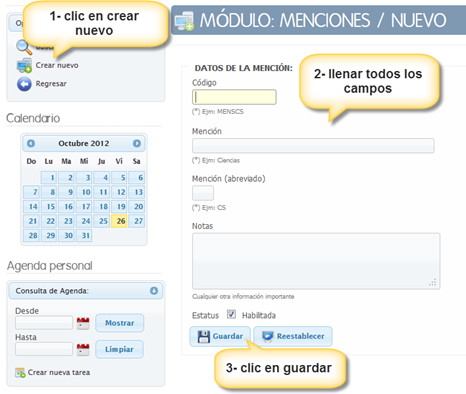 Op
1- clic en crear
nuevo
Buscar
Crear nuevo
Regresar
Calendario
Octubre 2012
Do Lu Ma Mi Ju Vi Sa
1 2 3 4 5 6
7 8 9 10 11 12 13
14 15 16 17 18 19 20
21 22 23 24 25 26 27
28 29 30 31
Agenda personal
Consulta de Agenda:
Desde
Mostrar
Hasta
Limpiar
Crear nueva tarea
MÓDULO: MENCIONES / NUEVO
DATOS DE LA MENCIÓN:
2- llenar todos los
campos
Código
(*) Ejm: MENSCS
Mención
(*) Ejm: Ciencias
Mención (abreviado)
(*) Ejm: CS
Notas
Cualquier otra información importante
Estatus Habilitada
Guardar Reestablecer
3- clic en guardar